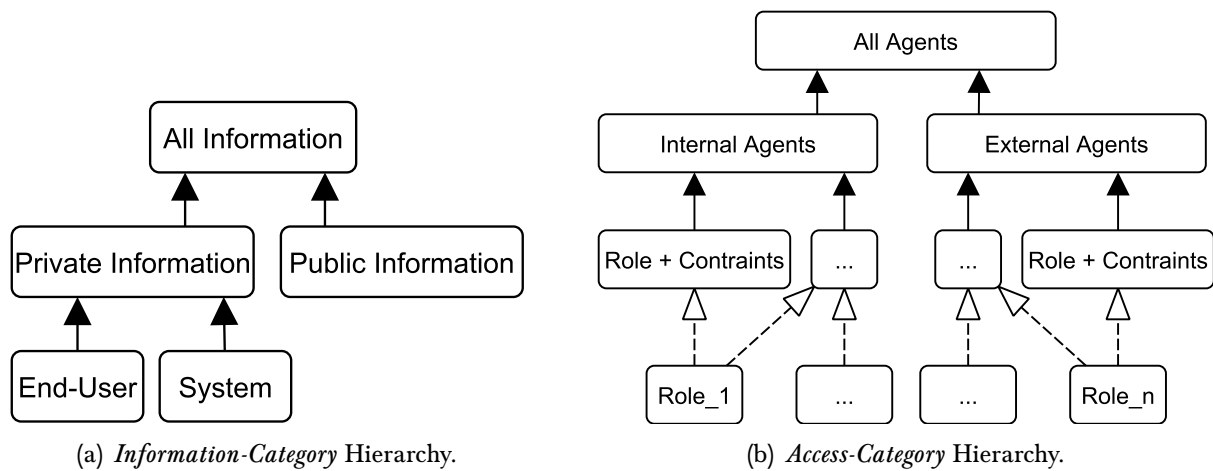 All Information
Private Information
Public Information
End-User
System
(a) Information-Category Hierarchy.
All Agents
Internal Agents
External Agents
Role + Contraints
...
...
Role + Contraints
Role_1
...
...
Role_n
(b) Access-Category Hierarchy.